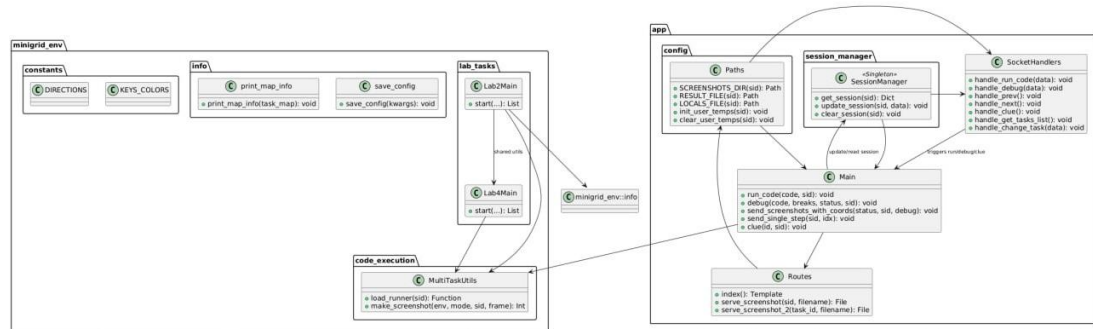 minigrid_env
constants
C DIRECTIONS
C KEYS_COLORS
info
C print_map_info
print_map_info(task_map): void
C save_config
save_config(kwargs): void
lab_tasks
C Lab2Main
start(...): List
shared utils
C Lab4Main
start(...): List
C minigrid_env::info
code_execution
C MultiTaskUtils
load_runner(sid): Function
make_screenshot(env, mode, sid, frame): Int
app
config
C Paths
SCREENSHOTS_DIR(sid): Path
RESULT_FILE(sid): Path
LOCALS_FILE(sid): Path
init_user_temps(sid): void
clear_user_temps(sid): void
session_manager
C «Singleton»
SessionManager
get_session(sid): Dict
update_session(sid, data): void
clear_session(sid): void
C SocketHandlers
handle_run_code(data): void
handle_debug(data): void
handle_prev(): void
handle_next(): void
handle_clue(): void
handle_get_tasks_list(): void
handle_change_task(data): void
update/read session
triggers run/debug/clue
C Main
run_code(code, sid): void
debug(code, breaks, status, sid): void
send_screenshots_with_coords(status, sid, debug): void
send_single_step(sid, idx): void
clue(id, sid): void
C Routes
index(): Template
serve_screenshot(sid, filename): File
serve_screenshot_2(task_id, filename): File